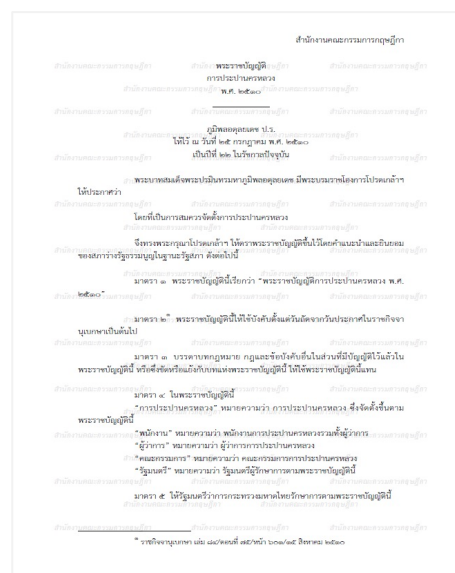 สำนักงานคณะกรรมการกฤษฎีกา
พระราชบัญญัติ
การประปานครหลวง
พ.ศ. ๒๕๑๐
ภูมิพลอดุลยเดช ป.ร.
ให้ไว้ ณ วันที่ ๒๕ กรกฎาคม พ.ศ. ๒๕๑๐
เป็นปีที่ ๒๒ ในรัชกาลปัจจุบัน
พระบาทสมเด็จพระปรมินทรมหาภูมิพลอดุลยเดช มีพระบรมราชโองการโปรดเกล้าฯ
ให้ประกาศว่า
โดยที่เป็นการสมควรจัดตั้งการประปานครหลวง
จึงทรงพระกรุณาโปรดเกล้าฯ ให้ตราพระราชบัญญัติขึ้นไว้โดยคำแนะนำและยินยอม
ของสภาร่างรัฐธรรมนูญในฐานะรัฐสภา ดังต่อไปนี้
มาตรา ๑ พระราชบัญญัตินี้เรียกว่า “พระราชบัญญัติการประปานครหลวง พ.ศ.
๒๕๑๐”
มาตรา ๒ พระราชบัญญัตินี้ให้ใช้บังคับตั้งแต่วันถัดจากวันประกาศในราชกิจจา
นุเบกษาเป็นต้นไป
มาตรา ๓ บรรดาบทกฎหมาย กฎและข้อบังคับอื่นในส่วนที่มีบัญญัติไว้แล้วใน
พระราชบัญญัตินี้ หรือซึ่งขัดหรือแย้งกับบทแห่งพระราชบัญญัตินี้ ให้ใช้พระราชบัญญัตินี้แทน
มาตรา ๔ ในพระราชบัญญัตินี้
“การประปานครหลวง” หมายความว่า การประปานครหลวง ซึ่งจัดตั้งขึ้นตาม
พระราชบัญญัตินี้
“พนักงาน” หมายความว่า พนักงานการประปานครหลวงรวมทั้งผู้ว่าการ
“ผู้ว่าการ” หมายความว่า ผู้ว่าการการประปานครหลวง
“คณะกรรมการ” หมายความว่า คณะกรรมการการประปานครหลวง
“รัฐมนตรี” หมายความว่า รัฐมนตรีผู้รักษาการตามพระราชบัญญัตินี้
มาตรา ๕ ให้รัฐมนตรีว่าการกระทรวงมหาดไทยรักษาการตามพระราชบัญญัตินี้
ราชกิจจานุเบกษา เล่ม ๘๔/ตอนที่ ๗๕/หน้า ๖๐๑/๑๕ สิงหาคม ๒๕๑๐